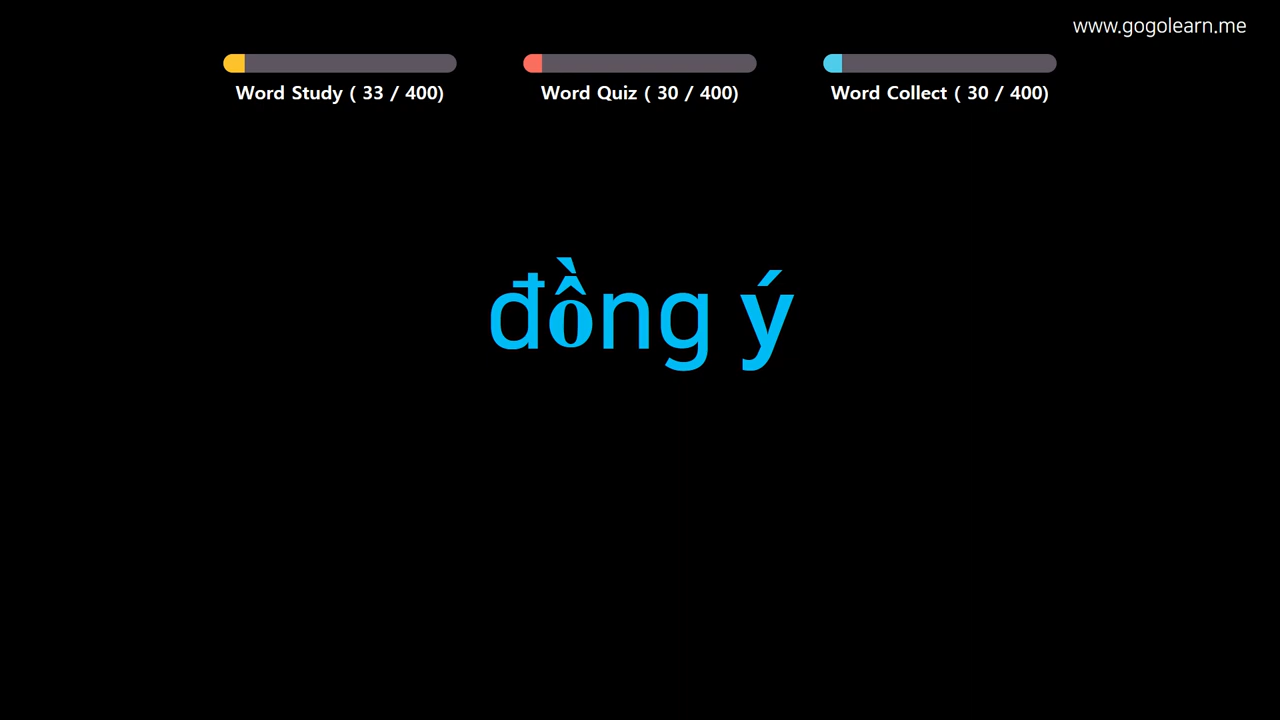 www.gogolearn.me
Word Study ( 33 / 400)
Word Quiz ( 30 / 400)
Word Collect ( 30 / 400)
đồng ý